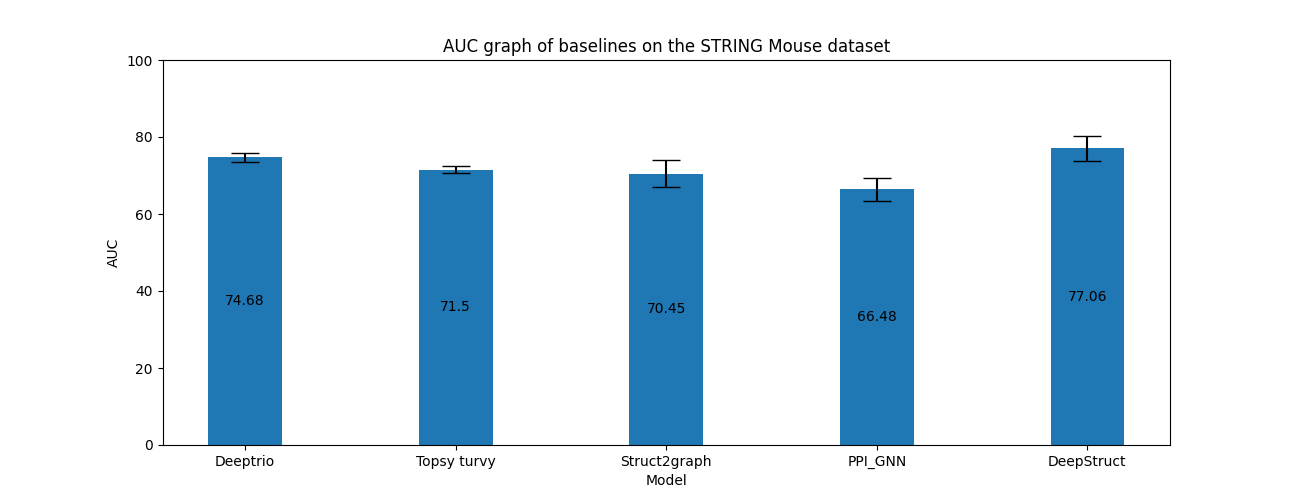 AUC graph of baselines on the STRING Mouse dataset
100
80
60
40
20
0
AUC
74.68
71.5
70.45
66.48
77.06
Deeptrio
Topsy turvy
Struct2graph
PPI_GNN
DeepStruct
Model